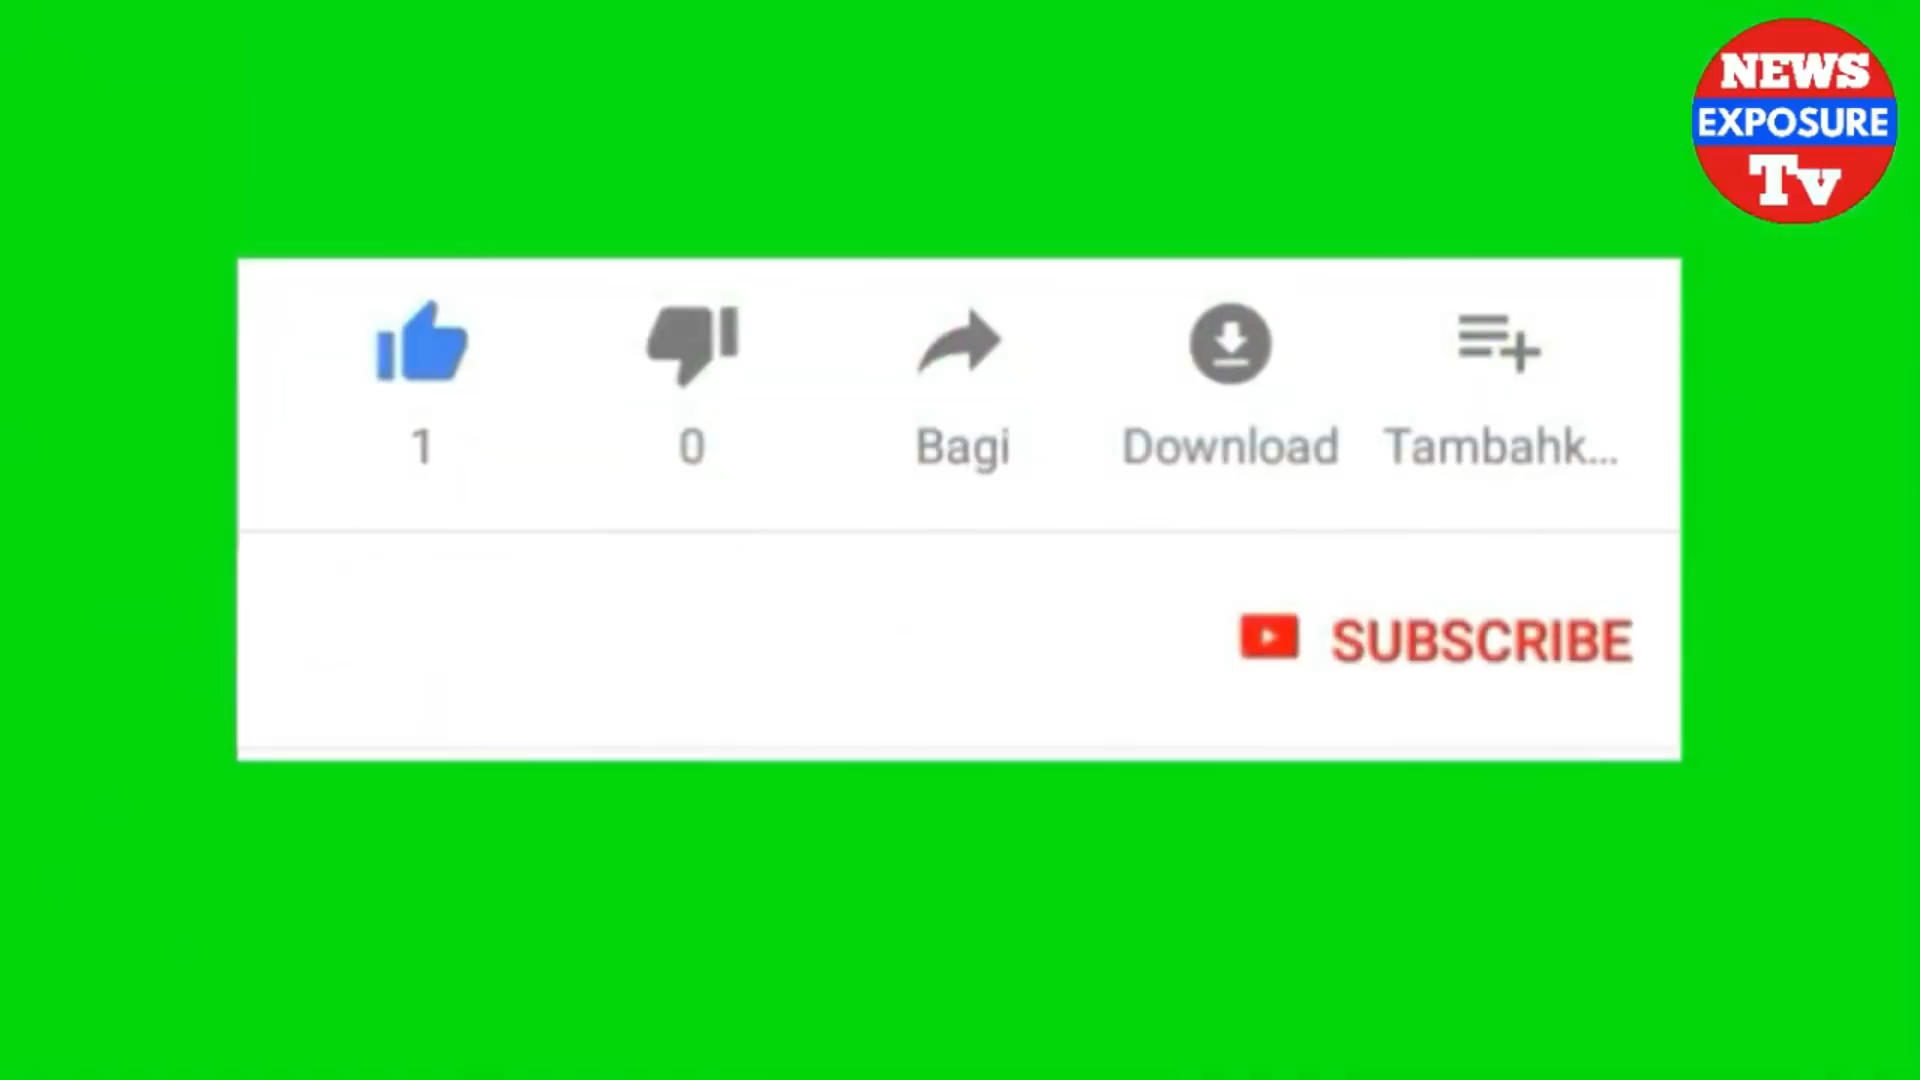 NEWS
EXPOSURE
Tv
1 0 Bagi Download Tambahk...
SUBSCRIBE